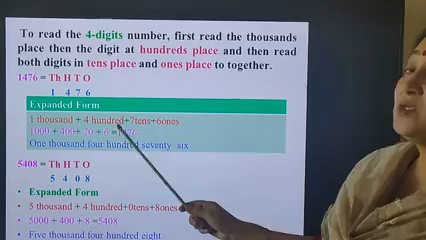 To read the 4-digits number, first read the thousands
place then the digit at hundreds place and then read
both digits in tens place and ones place to together.
1476 = Th H T O
1 4 7 6
Expanded Form
1 thousand + 4 hundred+7tens+6ones
1000 + 400+ 70 + 6 =1476
One thousand four hundred seventy six
5408 = Th H T O
5 4 0 8
• Expanded Form
• 5 thousand + 4 hundred+0tens+8ones
• 5000 + 400 + 8 =5408
• Five thousand four hundred eight